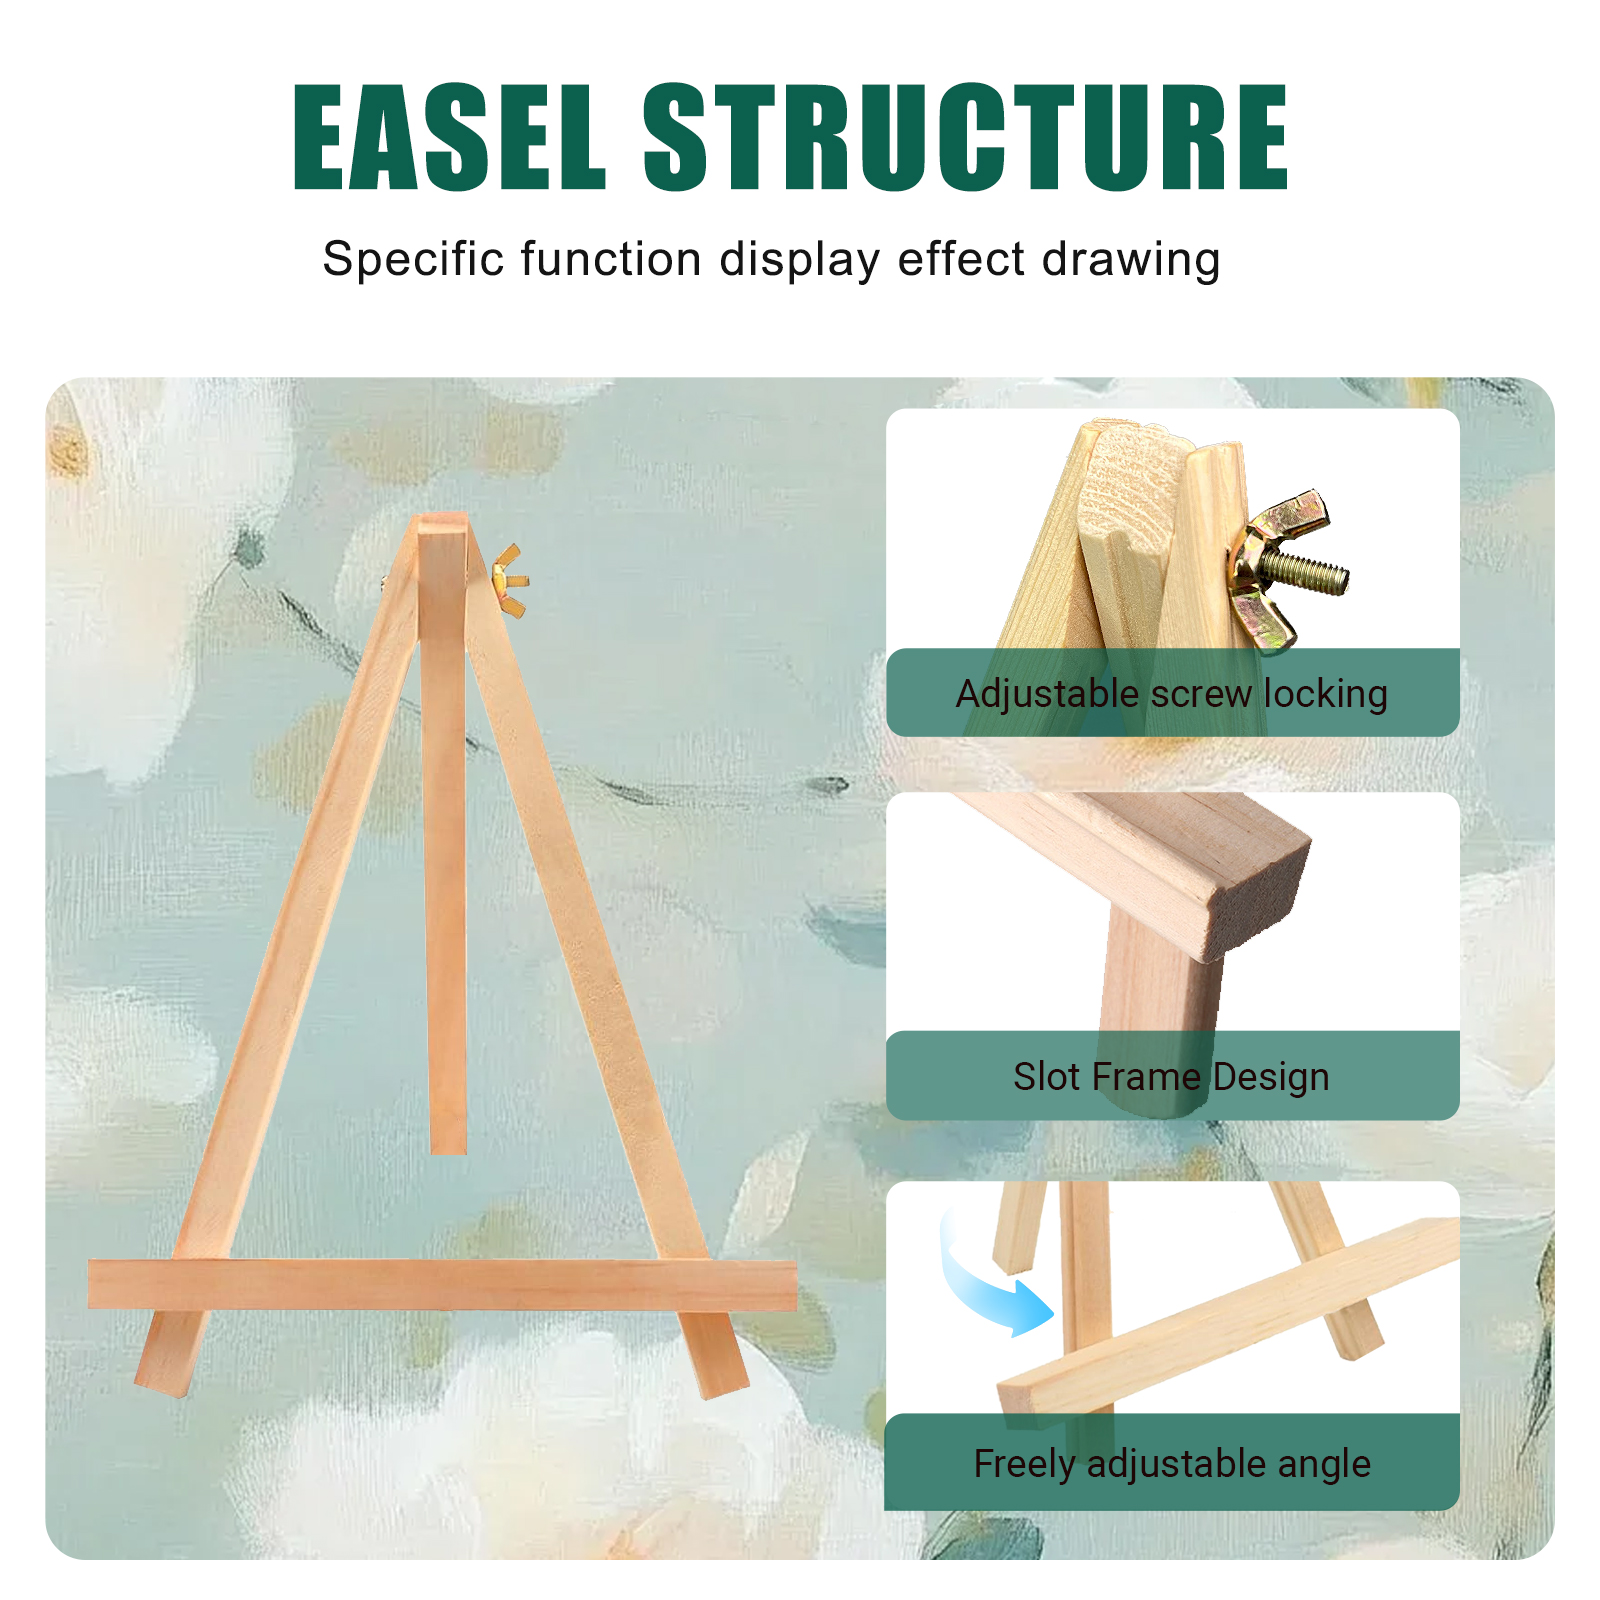 EASEL STRUCTURE
Specific function display effect drawing
Adjustable screw locking
Slot Frame Design
Freely adjustable angle